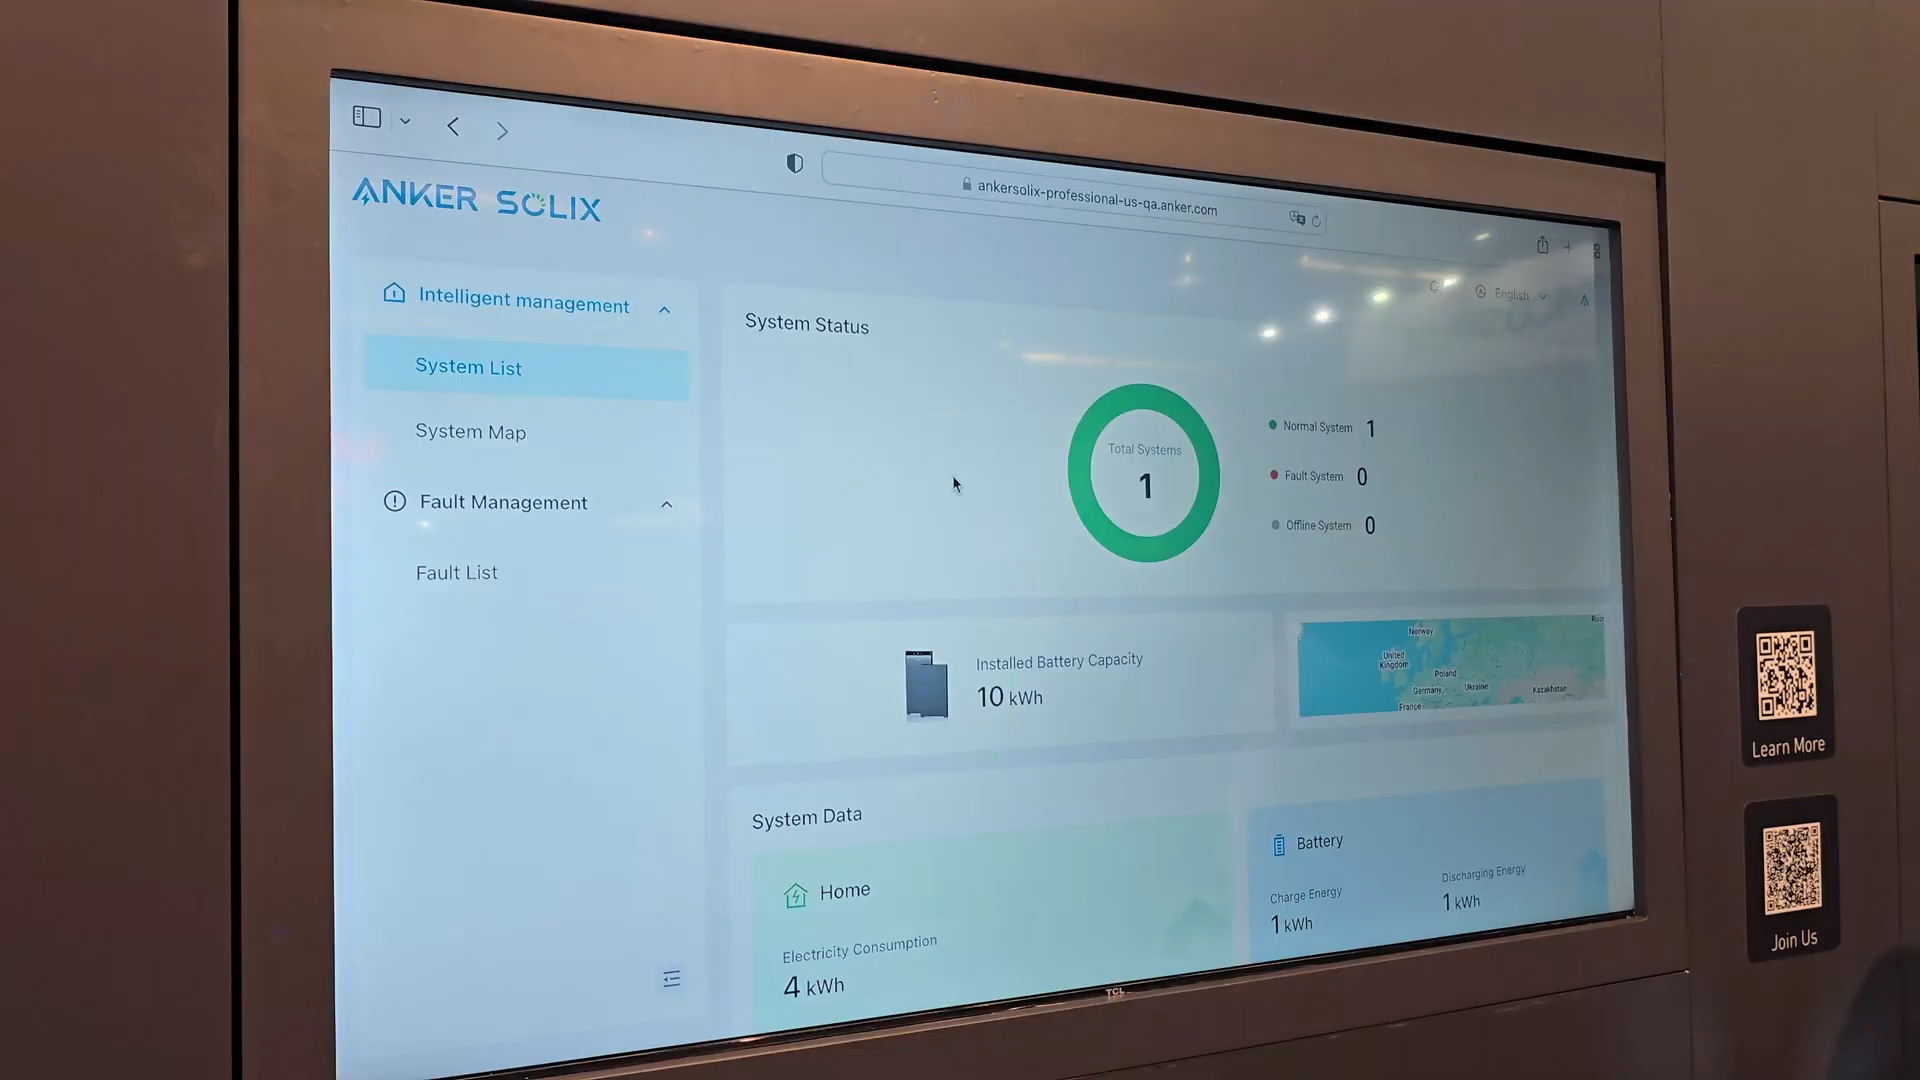 ankersolix-professional-us-qa.anker.com
ANKER SOLIX
English
Intelligent management
System List
System Map
Fault Management
Fault List
System Status
Total Systems
1
Normal System 1
Fault System 0
Offline System 0
Installed Battery Capacity
10 kWh
Norway
United
Kingdom
Poland
Germany
Ukraine
Kazakhstan
France
System Data
Home
Electricity Consumption
4 kWh
Battery
Charge Energy
1 kWh
Discharging Energy
1 kWh
TCL
Learn More
Join Us